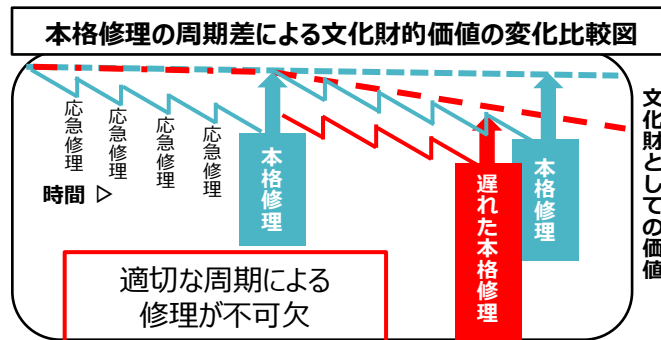 本格修理の周期差による文化財的価値の変化比較図
応急修理
応急修理
応急修理
応急修理
時間 ▷
本格修理
遅れた本格修理
本格修理
文化財としての価値
適切な周期による
修理が不可欠